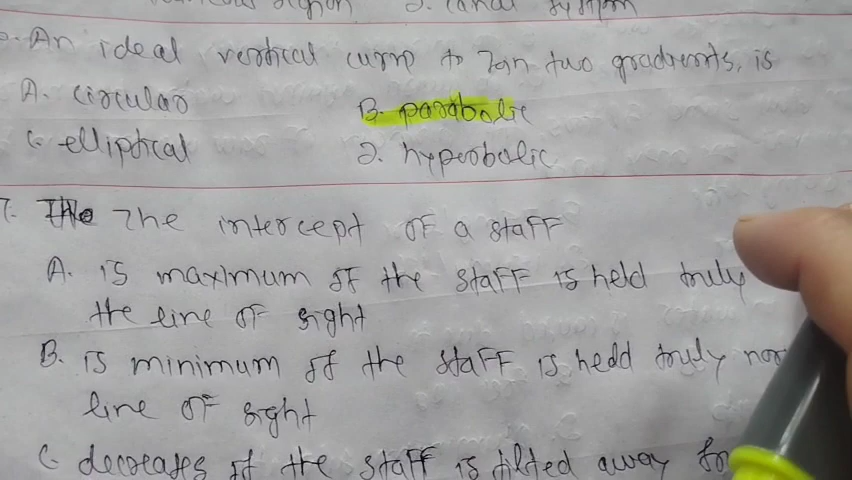 An ideal vertical curve to join two gradients, is
A. circular
B. parabolic
C. elliptical
D. hyperbolic
7. The The intercept of a staff
A. is maximum if the staff is held truly
the line of sight
B. is minimum if the staff is held truly
line of sight
C. decreases if the staff is tilted away